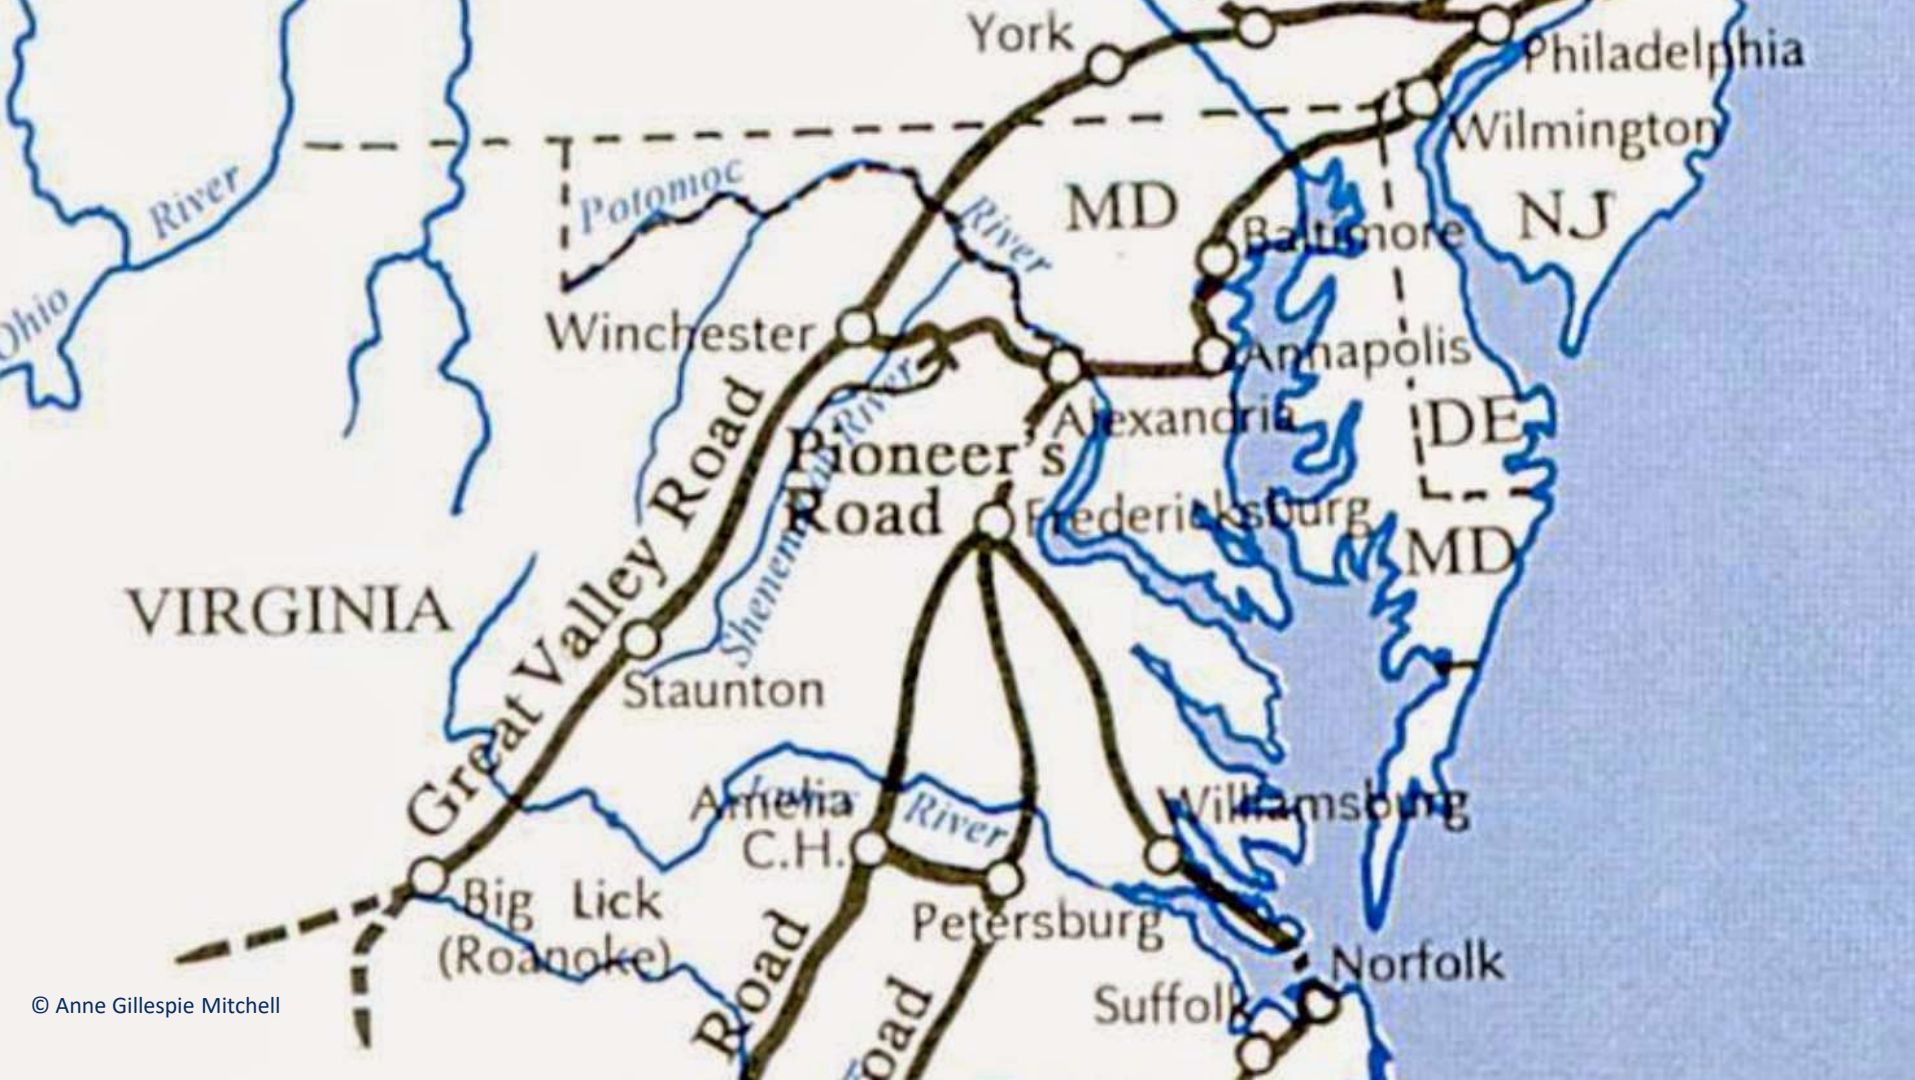 York
Philadelphia
Wilmington
Potomoc
River
River
MD
NJ
Baltimore
Ohio
Winchester
Annapolis
Alexandria
DE
Pioneer's
Road
River
Fredericksburg
MD
Great Valley Road
VIRGINIA
Staunton
Amelia
C.H.
River
Williamsburg
Big Lick
(Roanoke)
Petersburg
Road
Norfolk
Suffolk
© Anne Gillespie Mitchell